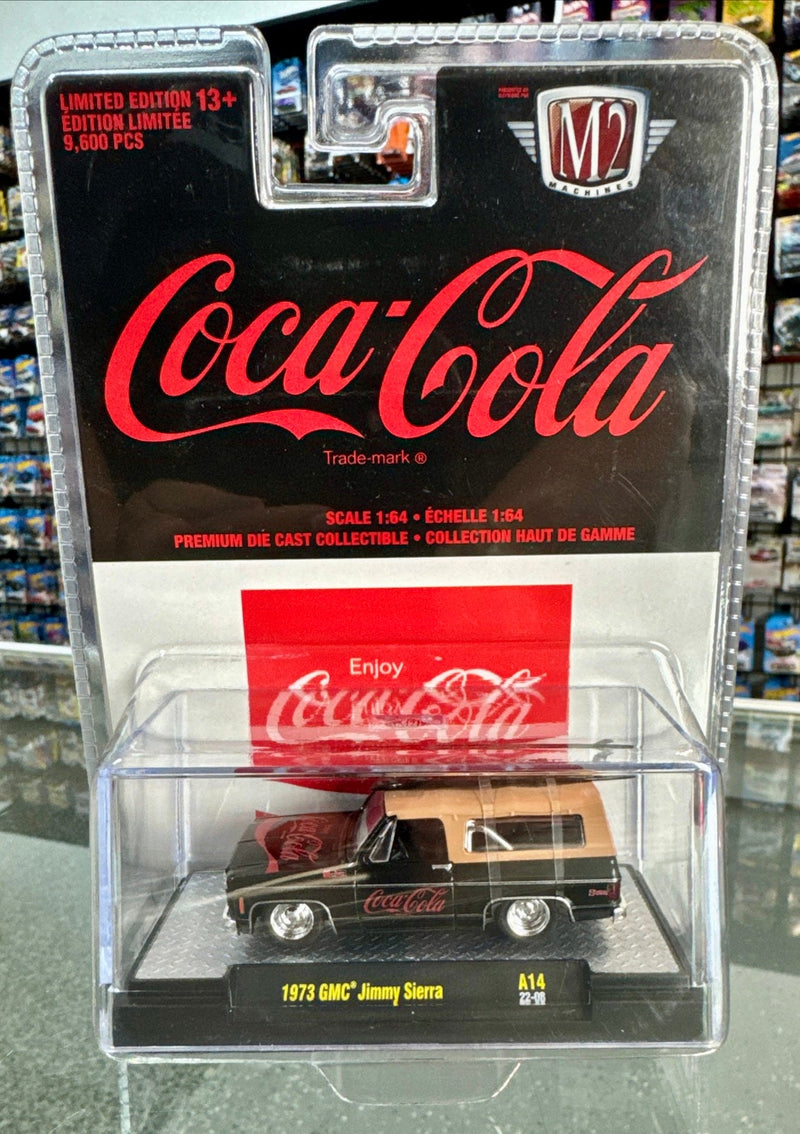 LIMITED EDITION 13+
ÉDITION LIMITÉE
9,600 PCS
M2
MACHINES
Coca-Cola
Trade-mark ®
SCALE 1:64 • ÉCHELLE 1:64
PREMIUM DIE CAST COLLECTIBLE • COLLECTION HAUT DE GAMME
Enjoy
Coca-Cola
Coca-Cola
Coca-Cola
1973 GMC® Jimmy Sierra
A14
22-08